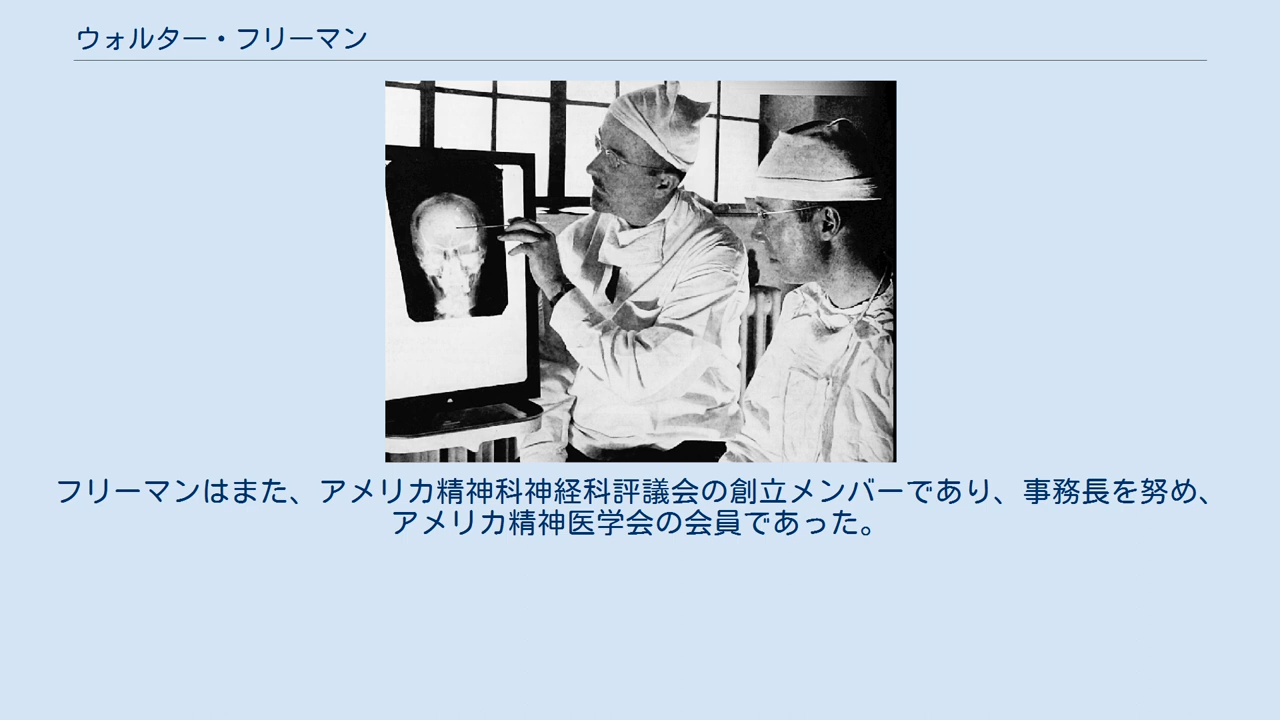 ウォルター・フリーマン
フリーマンはまた、アメリカ精神科神経科評議会の創立メンバーであり、事務長を努め、
アメリカ精神医学会の会員であった。